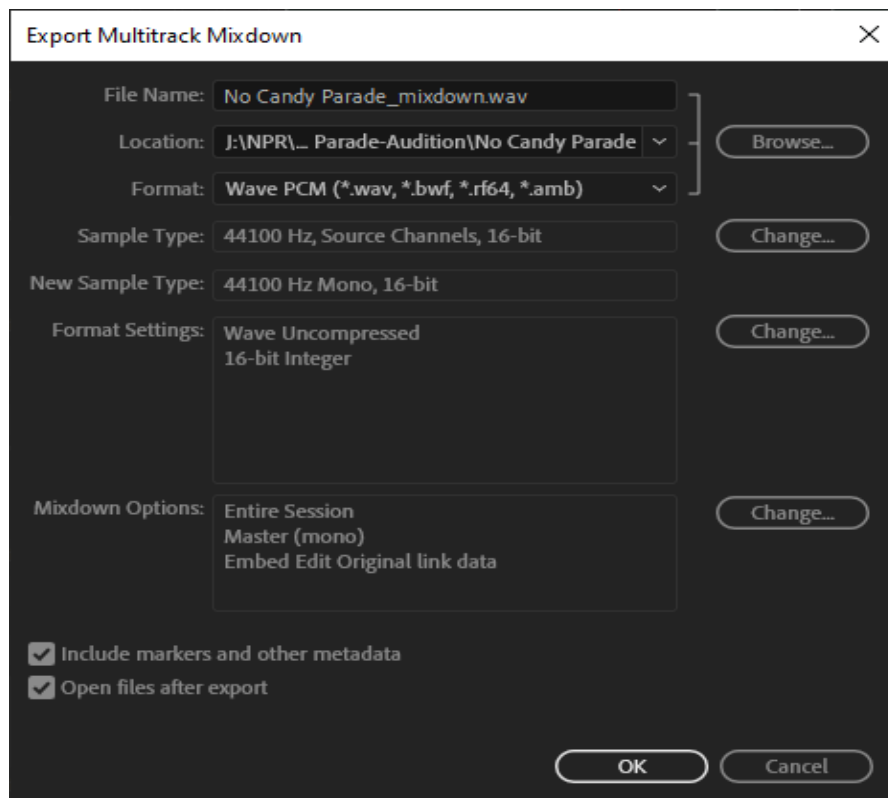 Export Multitrack Mixdown
File Name: No Candy Parade_mixdown.wav
Location: J:\NPR\... Parade-Audition\No Candy Parade Browse...
Format: Wave PCM (*.wav, *.bwf, *.rf64, *.amb)
Sample Type: 44100 Hz, Source Channels, 16-bit Change...
New Sample Type: 44100 Hz Mono, 16-bit
Format Settings: Wave Uncompressed Change...
16-bit Integer
Mixdown Options: Entire Session Change...
Master (mono)
Embed Edit Original link data
Include markers and other metadata
Open files after export
OK Cancel